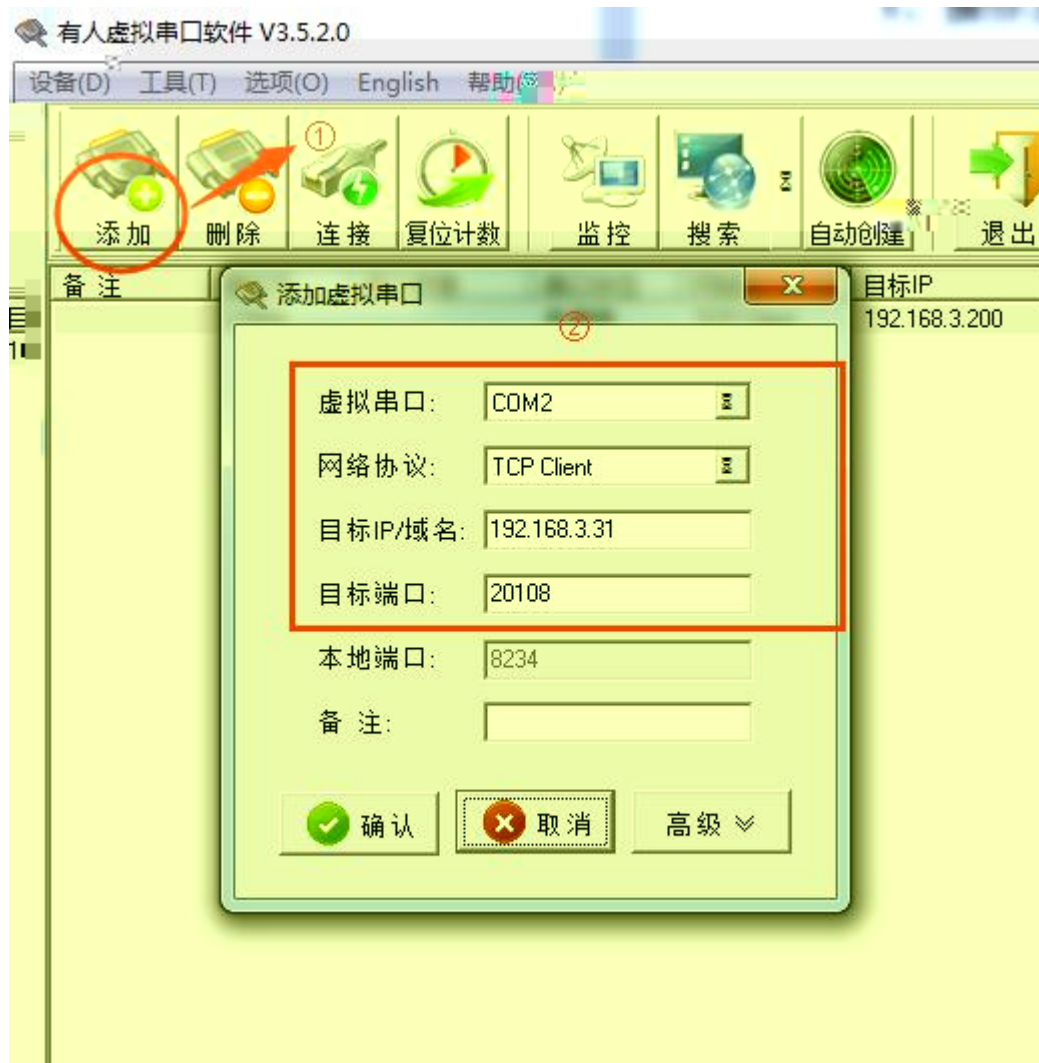 有人虚拟串口软件 V3.5.2.0
设备(D) 工具(T) 选项(O) English 帮助
①
添加 删除 连接 复位计数 监控 搜索 自动创建 退出
备注 目标IP
192.168.3.200
添加虚拟串口
②
虚拟串口: COM2
网络协议: TCP Client
目标IP/域名: 192.168.3.31
目标端口: 20108
本地端口: 8234
备 注:
确认 取消 高级